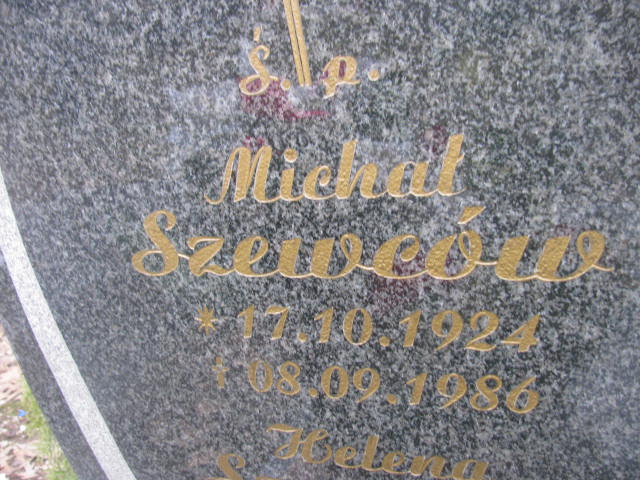 ś. p.
Michał
Szewców
* 17.10.1924
† 08.09.1986
Helena